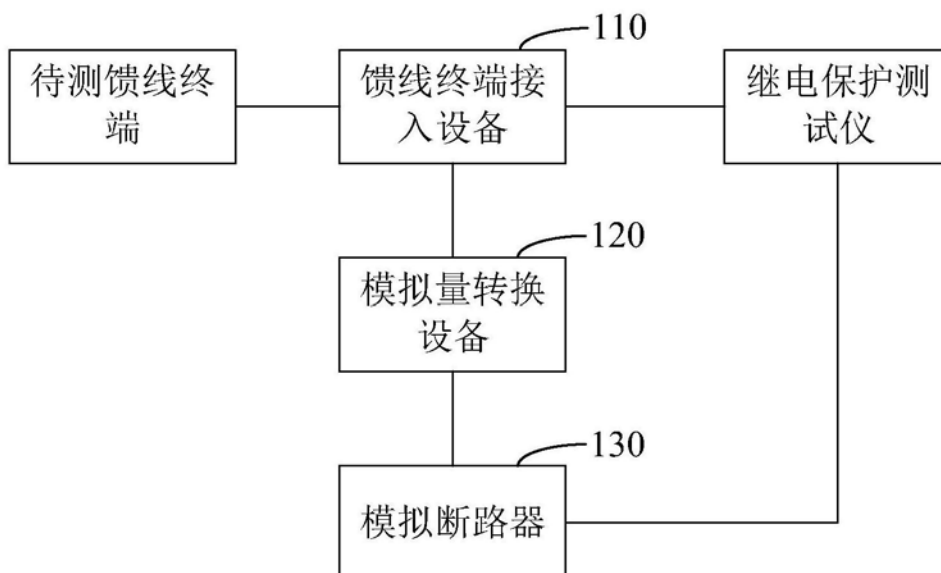 110
待测馈线终
端
馈线终端接
入设备
继电保护测
试仪
120
模拟量转换
设备
130
模拟断路器